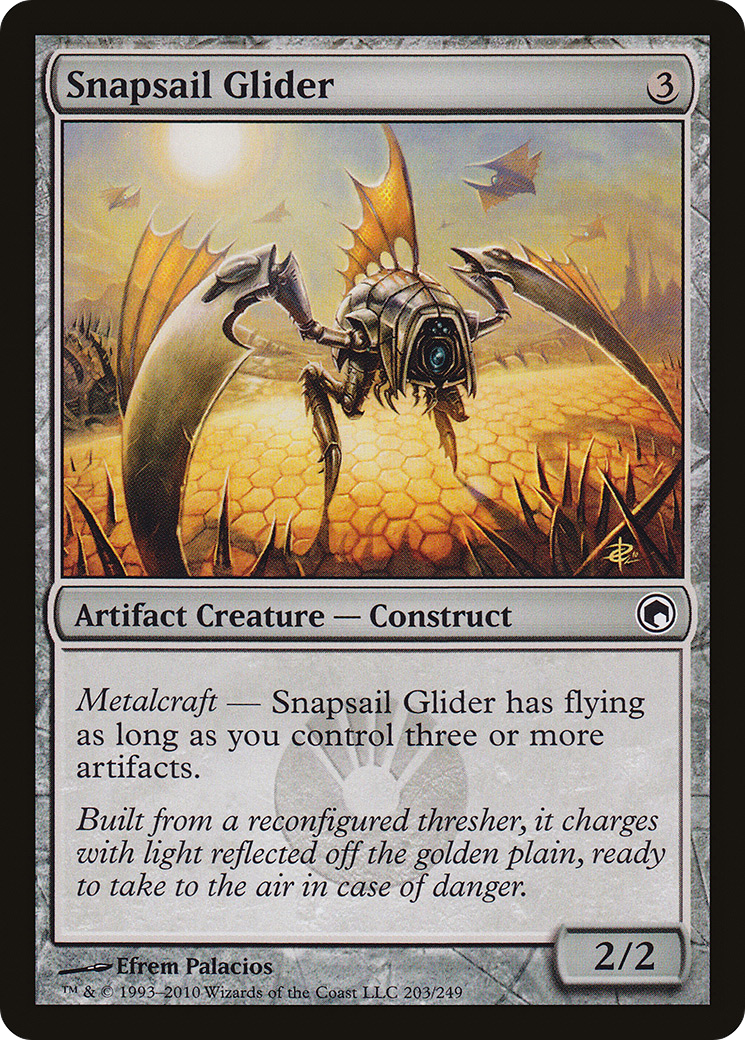 Snapsail Glider
3
Artifact Creature — Construct
Metalcraft — Snapsail Glider has flying
as long as you control three or more
artifacts.
Built from a reconfigured thresher, it charges
with light reflected off the golden plain, ready
to take to the air in case of danger.
2/2
Efrem Palacios
™ & © 1993–2010 Wizards of the Coast LLC 203/249